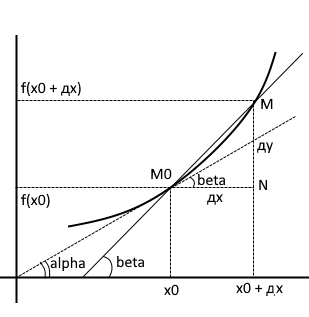 f(x0 + дх)
M
ду
M0
beta
N
дх
f(x0)
alpha
beta
x0
x0 + дх